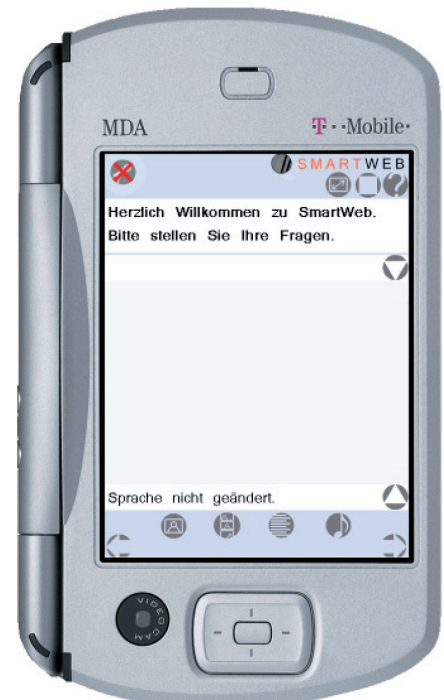 MDA
T··Mobile·
SMARTWEB
?
Herzlich Willkommen zu SmartWeb.
Bitte stellen Sie Ihre Fragen.
Sprache nicht geändert.
VIDEO CAM